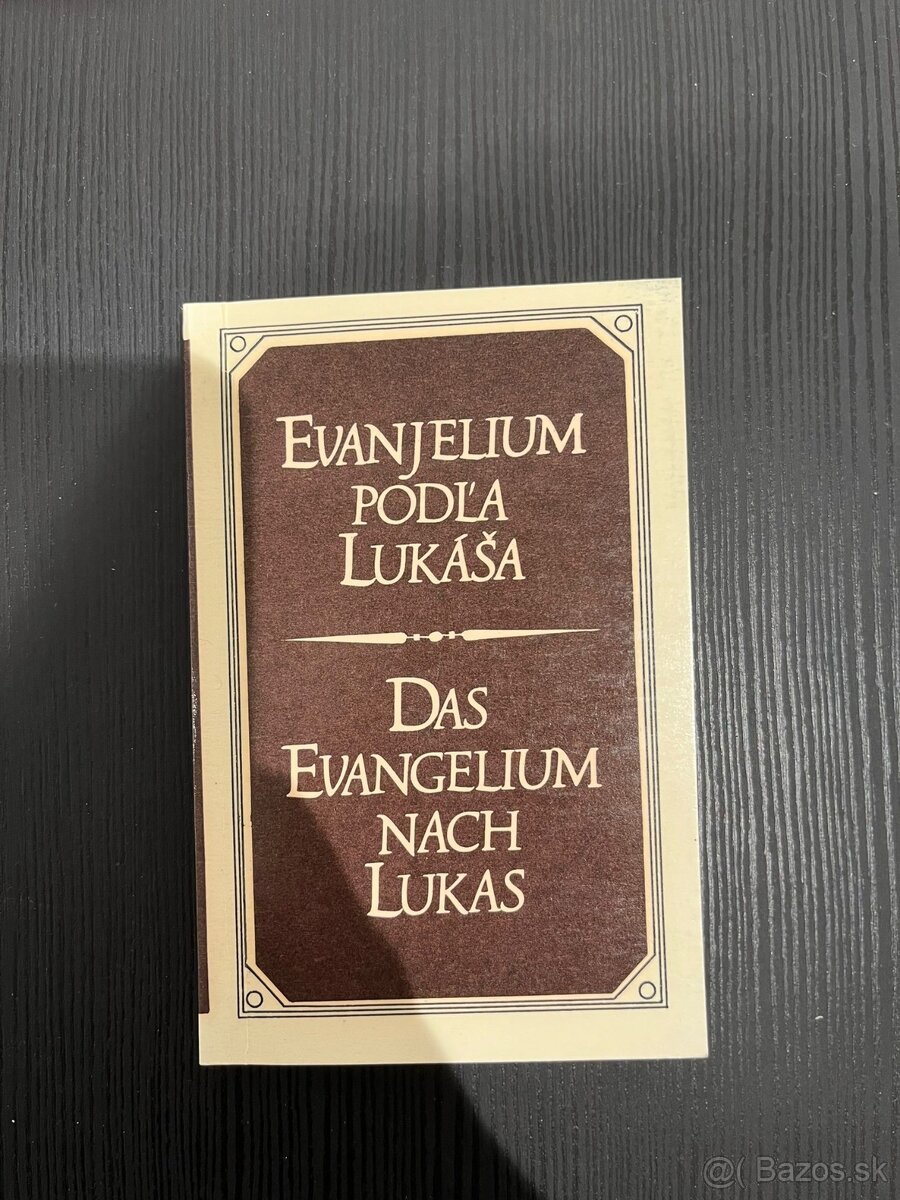 EVANJELIUM
PODĽA
LUKÁŠA
DAS
EVANGELIUM
NACH
LUKAS
@( Bazos.sk